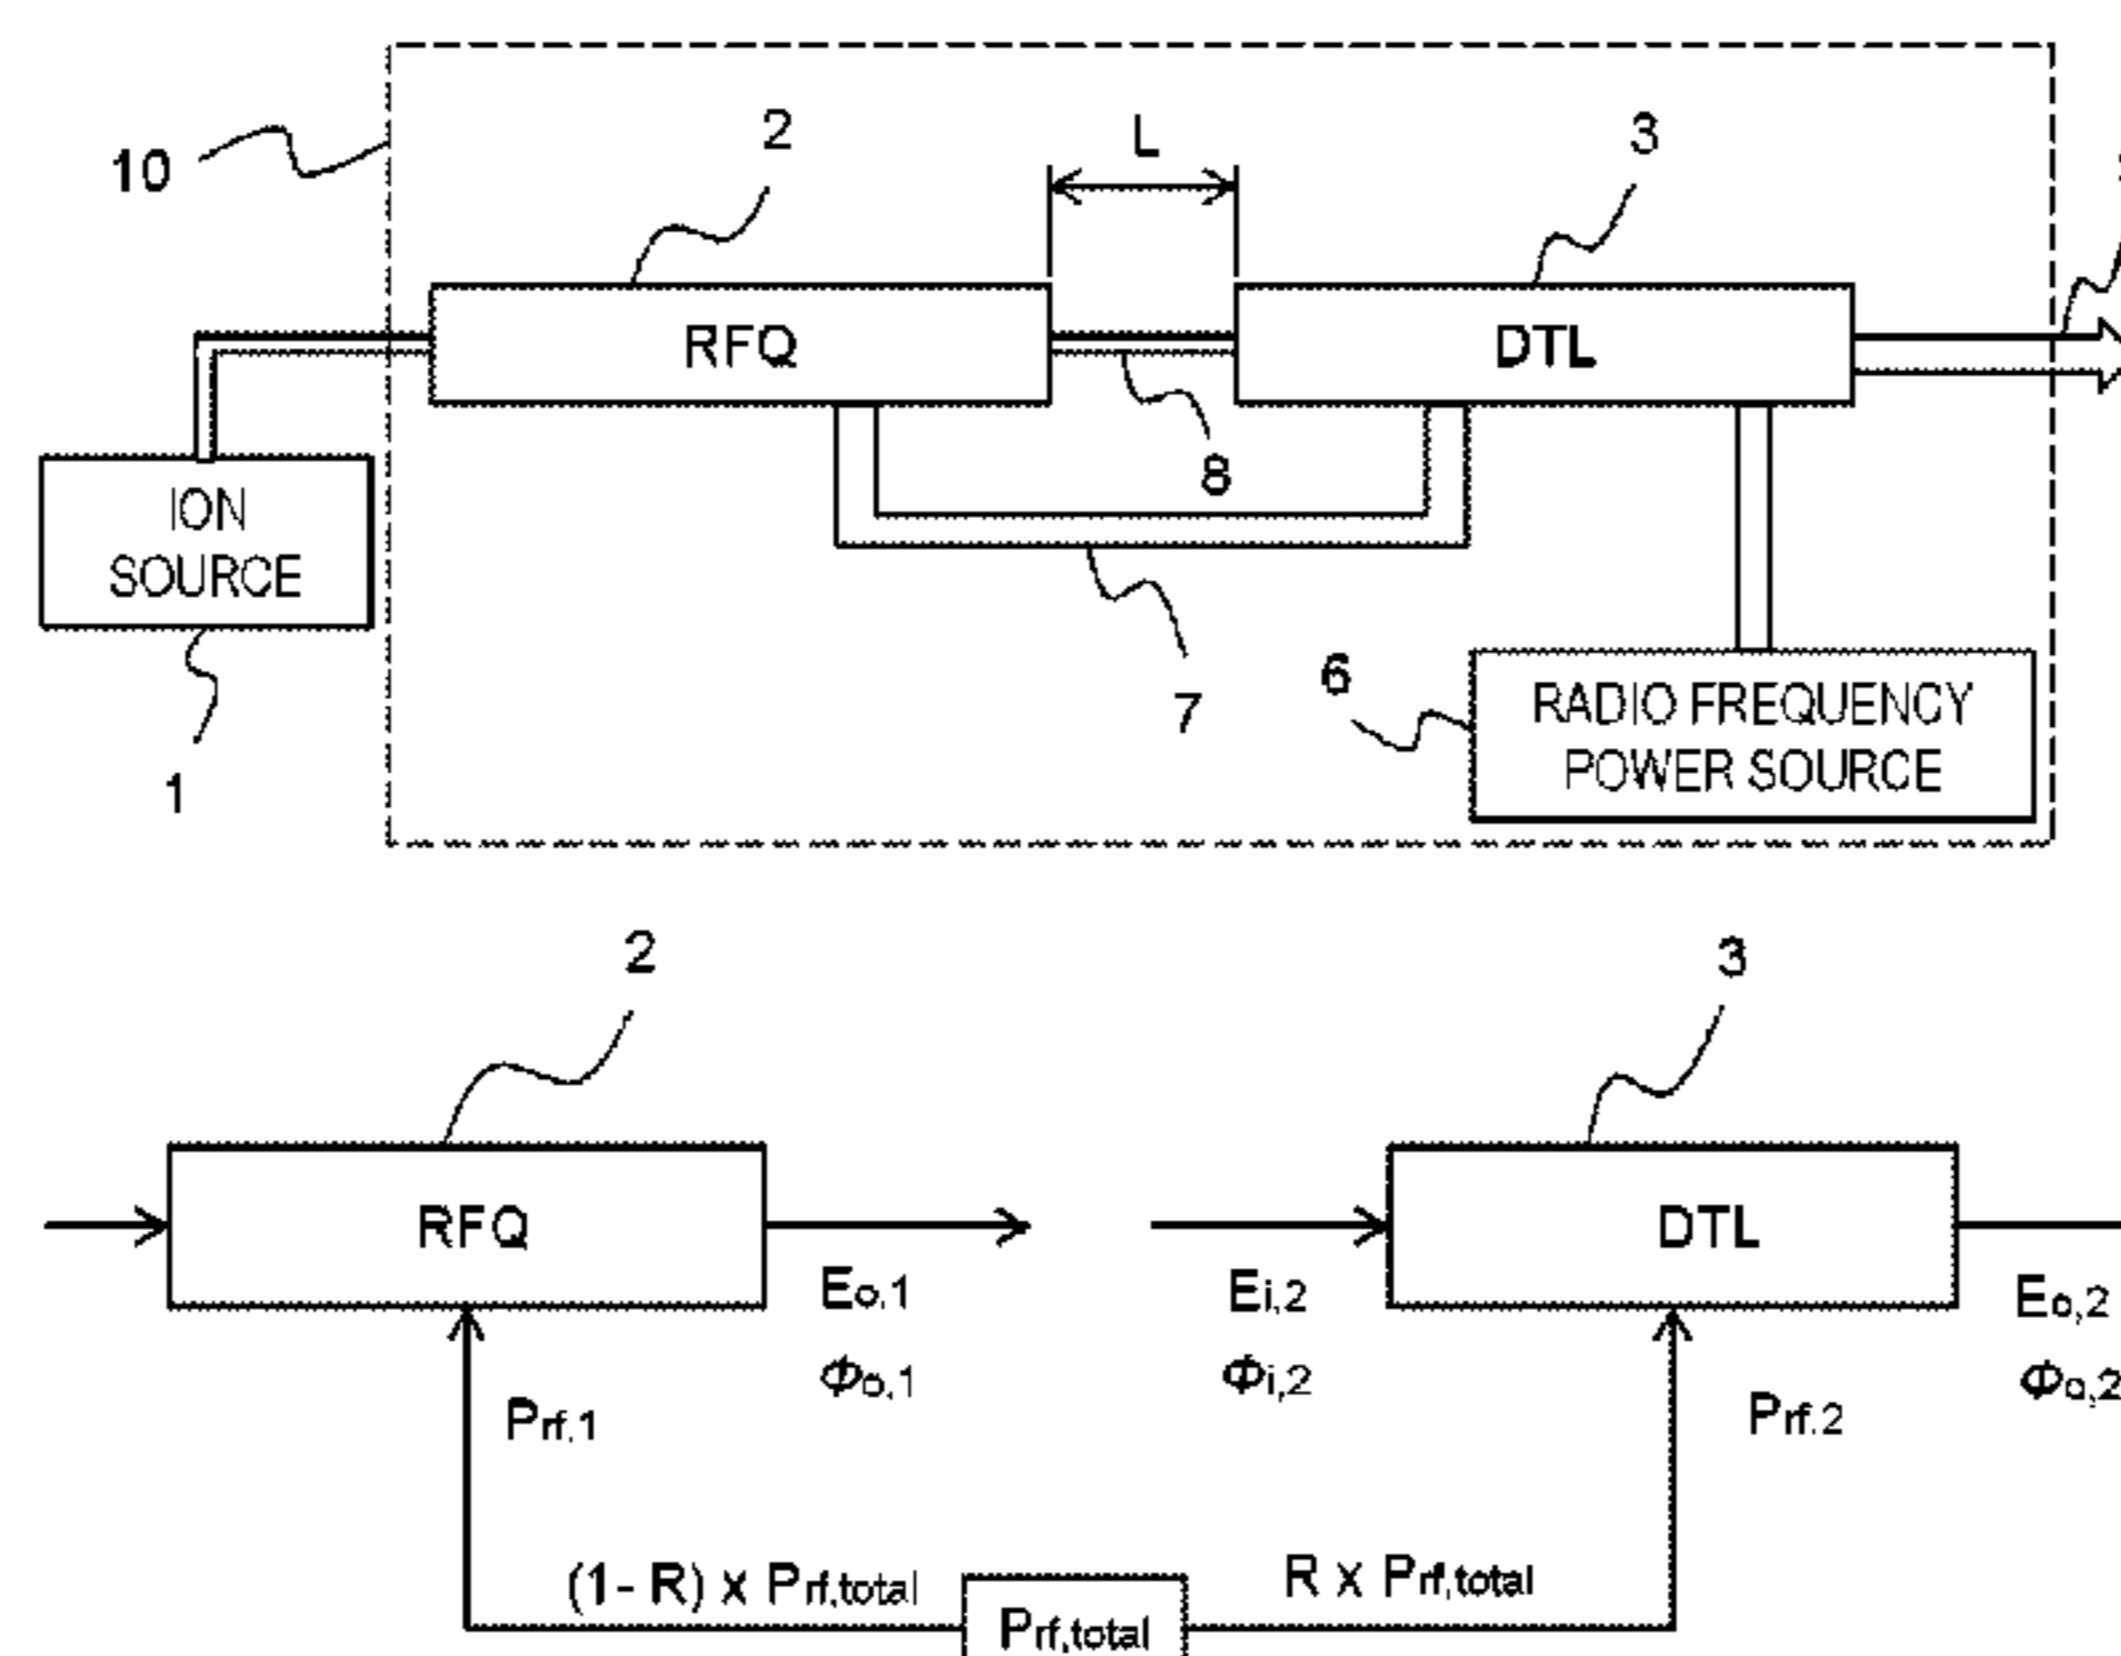 10
2
L
3
RFQ
DTL
8
ION
SOURCE
1
7
6
RADIO FREQUENCY
POWER SOURCE
2
3
RFQ
DTL
Eo,1
Φo,1
Ei,2
Φi,2
Eo,2
Φo,2
Prf,1
Prf,2
(1- R) x Prf,total
R x Prf,total
Prf,total